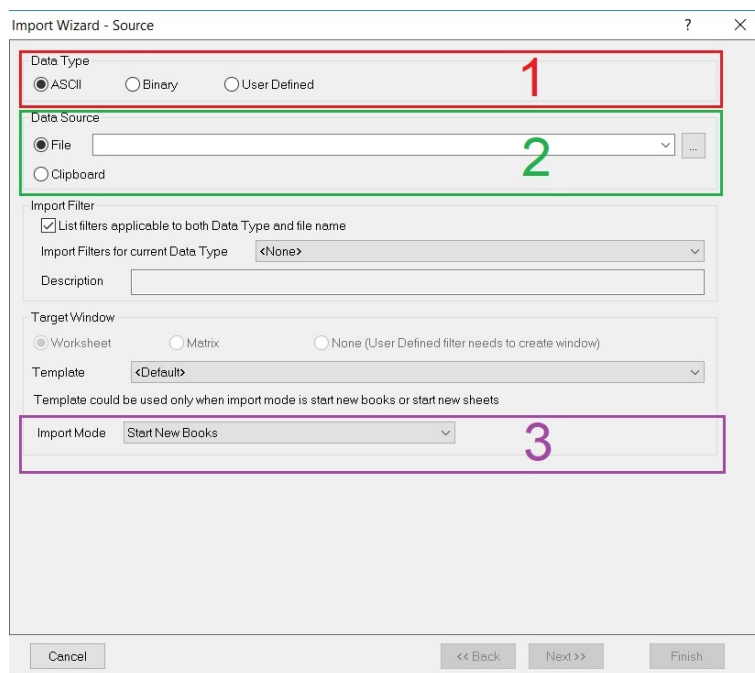 Import Wizard - Source ? X
Data Type
ASCII Binary User Defined
1
Data Source
File ...
2
Clipboard
Import Filter
List filters applicable to both Data Type and file name
Import Filters for current Data Type <None>
Description
Target Window
Worksheet Matrix None (User Defined filter needs to create window)
Template <Default>
Template could be used only when import mode is start new books or start new sheets
Import Mode Start New Books
3
Cancel << Back Next >> Finish